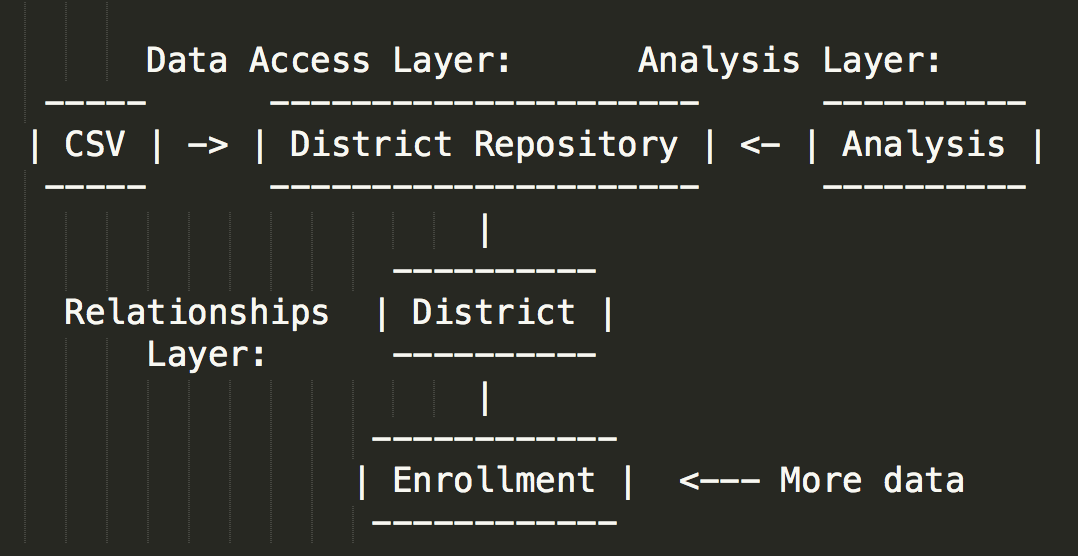 Data Access Layer:      Analysis Layer:
-----      ---------------------      ----------
| CSV | -> | District Repository | <- | Analysis |
-----      ---------------------      ----------
|
----------
Relationships  | District |
Layer:      ----------
|
------------
| Enrollment |  <--- More data
------------